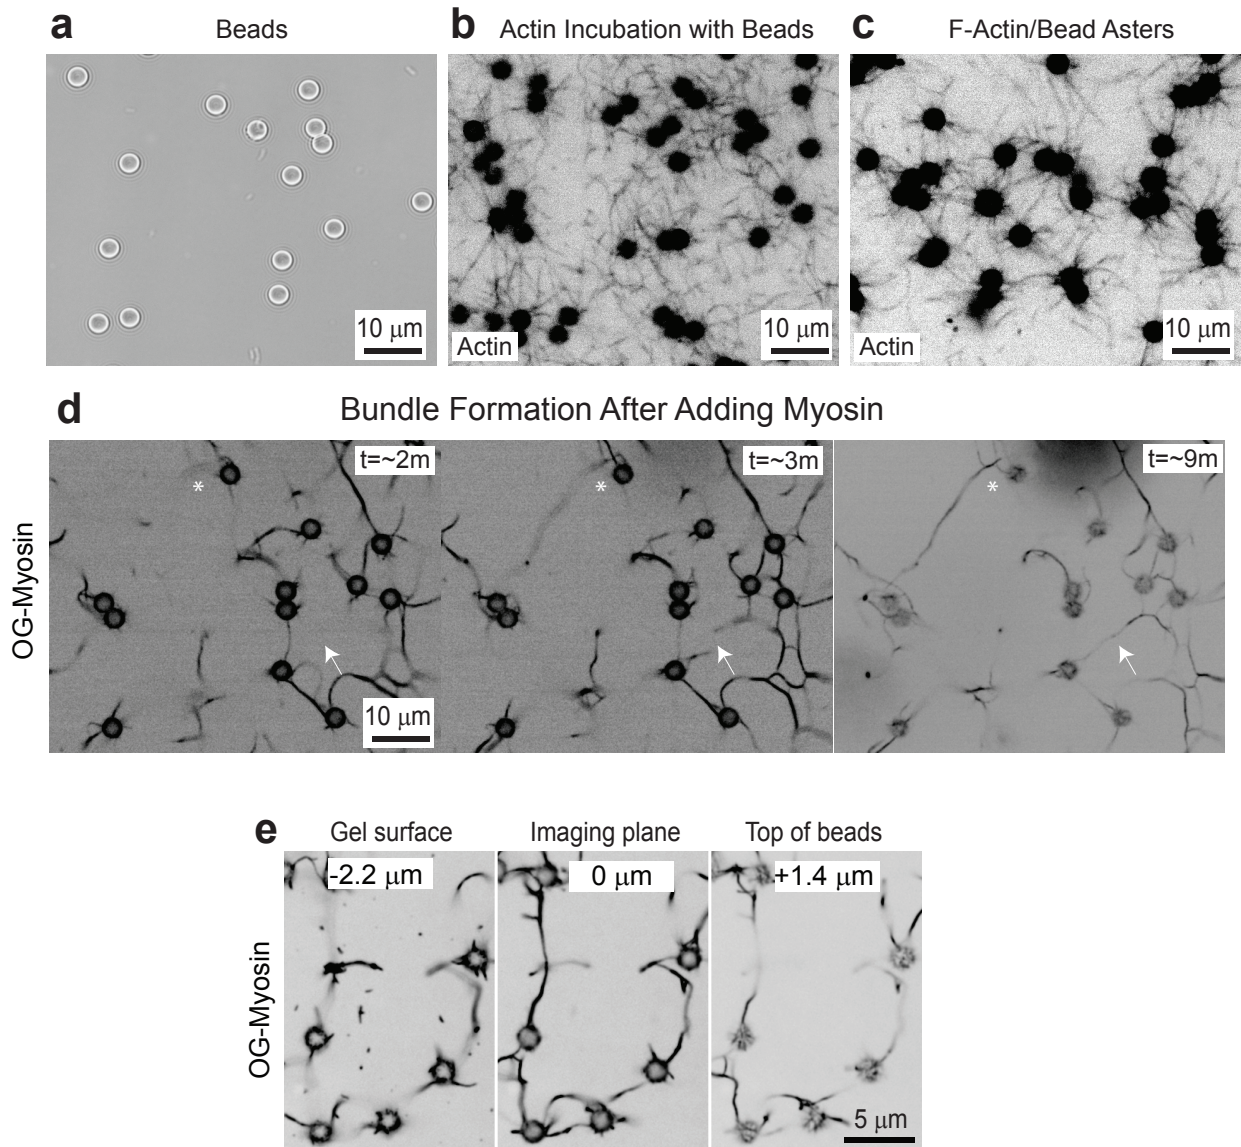 a
Beads
10 μm
b
Actin Incubation with Beads
Actin
10 μm
c
F-Actin/Bead Asters
Actin
10 μm
d
Bundle Formation After Adding Myosin
OG-Myosin
t=~2m
*
10 μm
t=~3m
*
t=~9m
*
e
OG-Myosin
Gel surface
-2.2 μm
Imaging plane
0 μm
Top of beads
+1.4 μm
5 μm